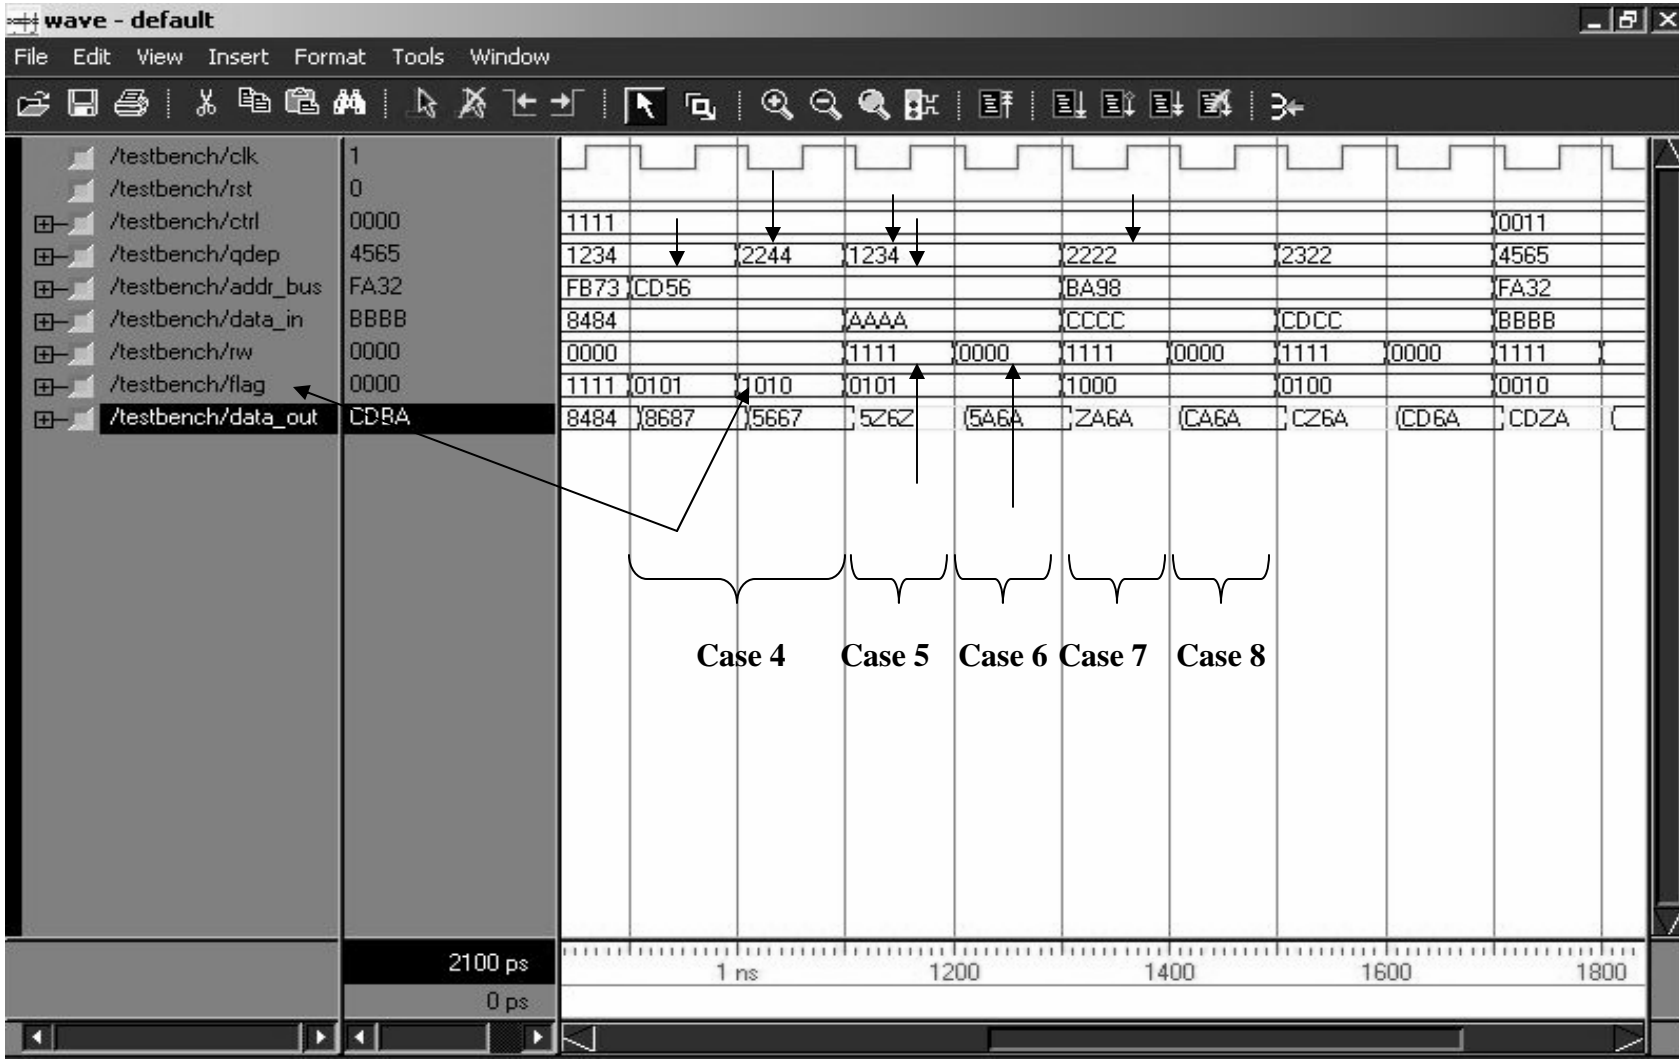 wave - default
File Edit View Insert Format Tools Window
/testbench/clk 1
/testbench/rst 0
/testbench/ctrl 0000 1111 0011
/testbench/qdep 4565 1234 2244 1234 2222 2322 4565
/testbench/addr_bus FA32 FB73 CD56 BA98 FA32
/testbench/data_in BBBB 8484 AAAA CCCC CDCC BBBB
/testbench/rw 0000 0000 1111 0000 1111 0000 1111 0000 1111
/testbench/flag 0000 1111 0101 1010 0101 1000 0100 0010
/testbench/data_out CDBA 8484 8687 5667 5Z6Z 5A6A ZA6A CA6A CZ6A CD6A CDZA
Case 4 Case 5 Case 6 Case 7 Case 8
2100 ps 1 ns 1200 1400 1600 1800
0 ps